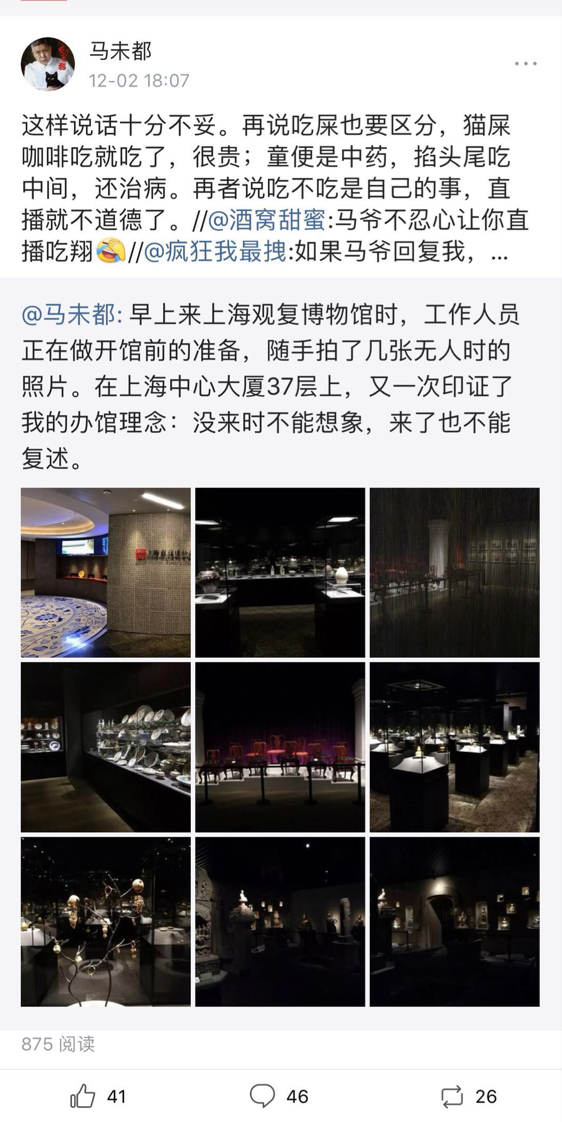 马未都
12-02 18:07
这样说话十分不妥。再说吃屎也要区分，猫屎
咖啡吃就吃了，很贵；童便是中药，掐头尾吃
中间，还治病。再者说吃不吃是自己的事，直
播就不道德了。//@酒窝甜蜜:马爷不忍心让你直
播吃翔🤣//@疯狂我最拽:如果马爷回复我，...
@马未都: 早上来上海观复博物馆时，工作人员
正在做开馆前的准备，随手拍了几张无人时的
照片。在上海中心大厦37层上，又一次印证了
我的办馆理念：没来时不能想象，来了也不能
复述。
875 阅读
41
46
26